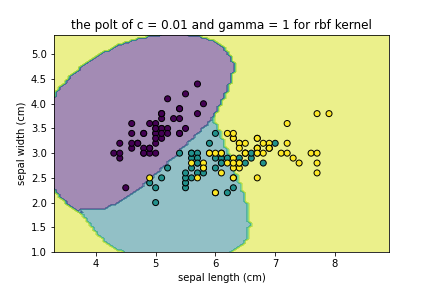 the polt of c = 0.01 and gamma = 1 for rbf kernel
5.0
4.5
4.0
3.5
3.0
2.5
2.0
1.5
1.0
sepal width (cm)
4 5 6 7 8
sepal length (cm)